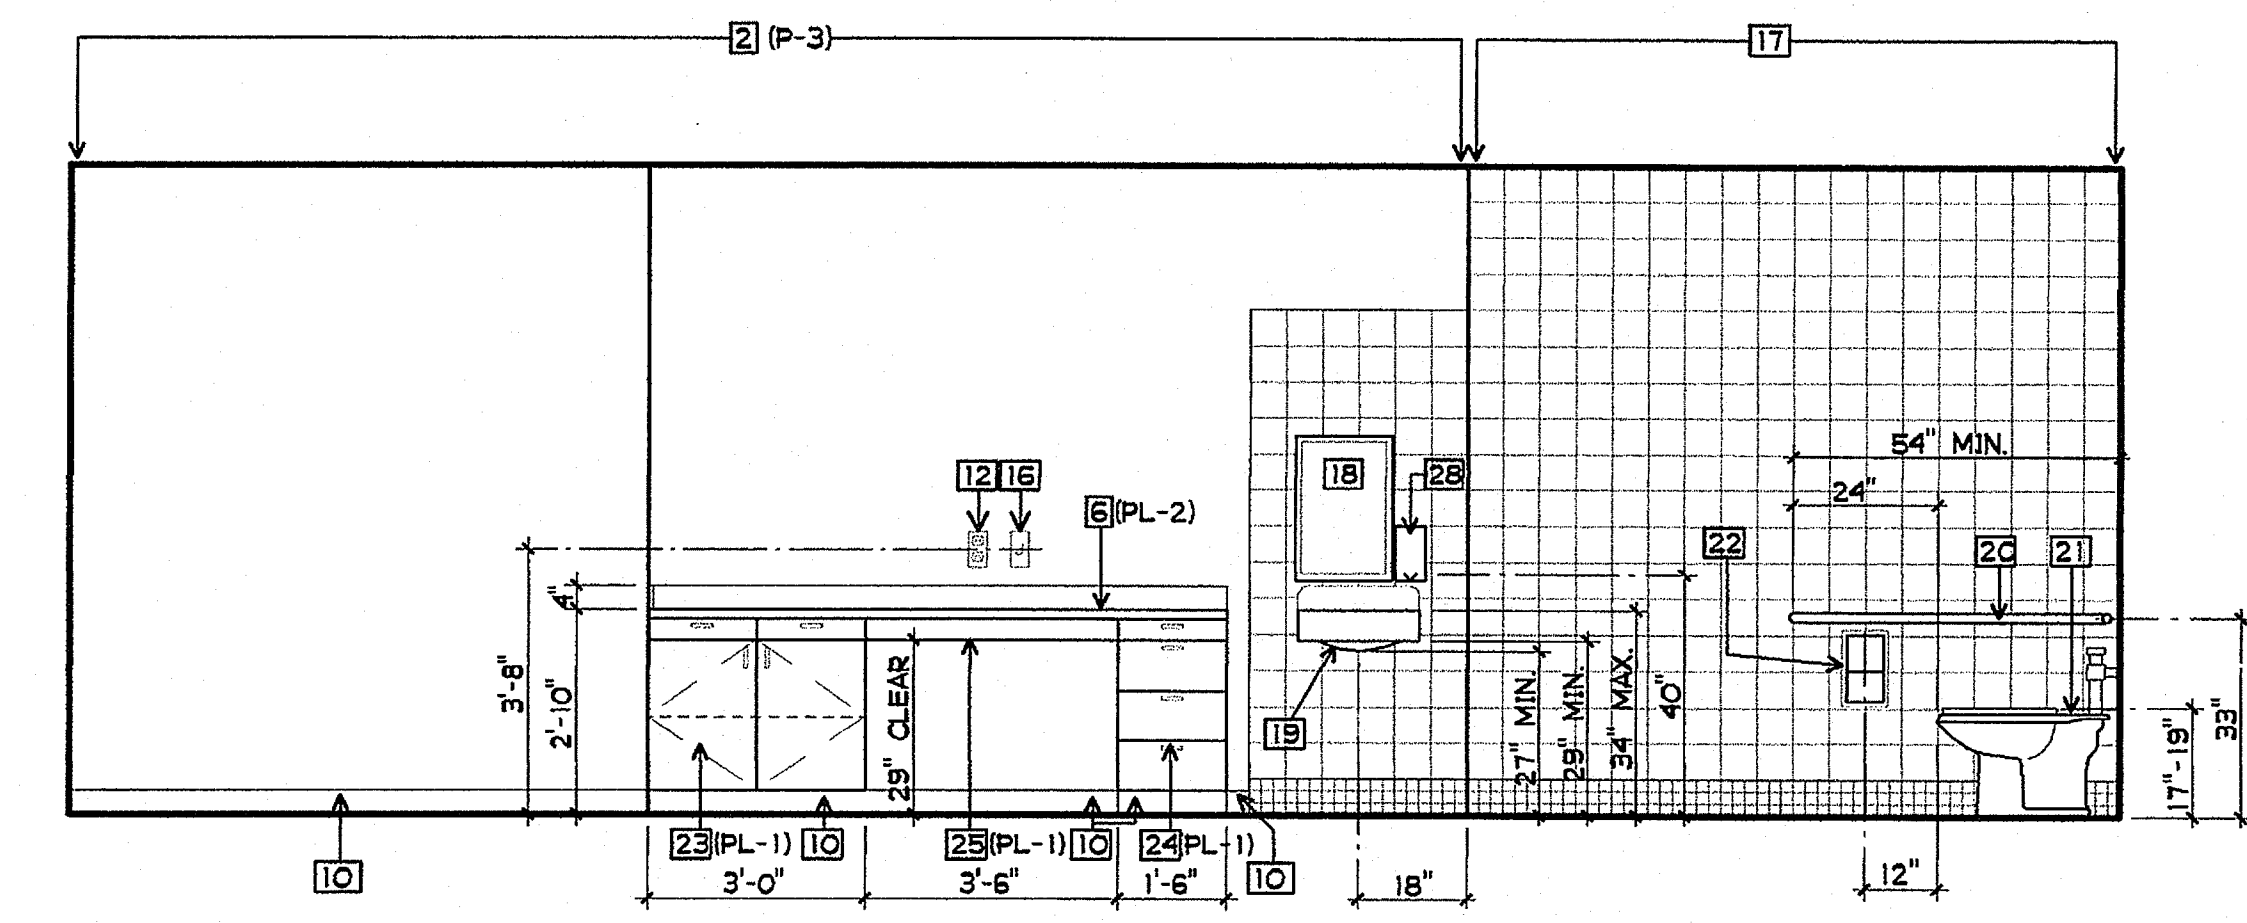 2 (P-3)
17
54" MIN.
12 16
18
28
24"
6 (PL-2)
22
20
21
4"
3'-8"
2'-10"
29" CLEAR
19
27" MIN.
29" MIN.
34" MAX.
40"
17"-19"
33"
23 (PL-1)
10
25 (PL-1)
10
24 (PL-1)
10
10
3'-0"
3'-6"
1'-6"
18"
12"